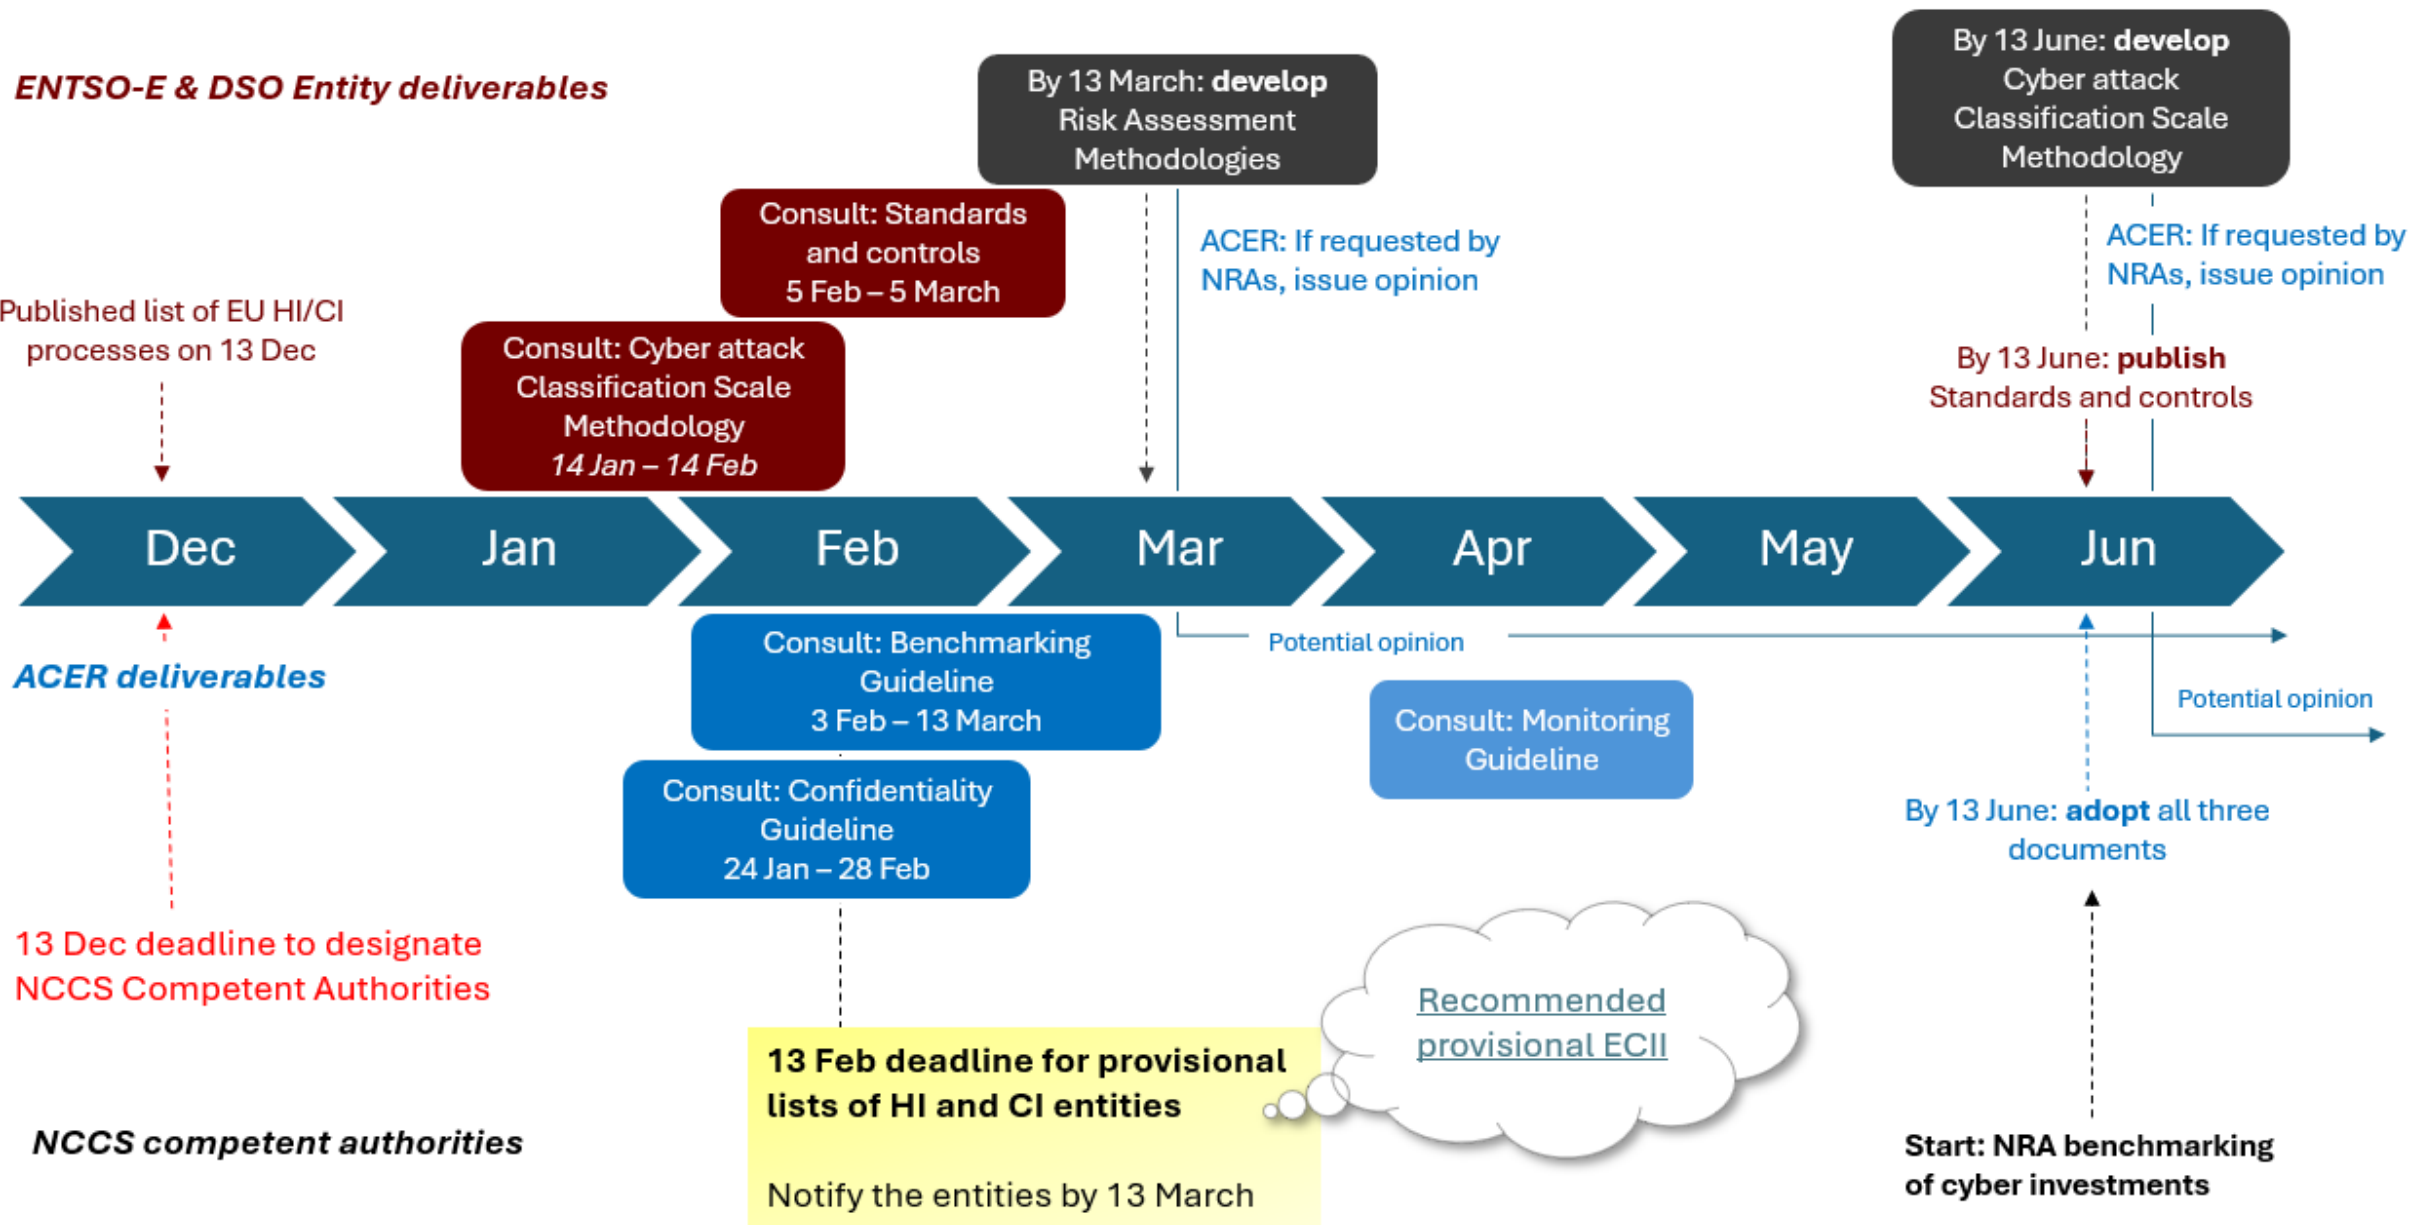 ENTSO-E & DSO Entity deliverables
By 13 March: develop
Risk Assessment
Methodologies
By 13 June: develop
Cyber attack
Classification Scale
Methodology
Consult: Standards
and controls
5 Feb – 5 March
ACER: If requested by
NRAs, issue opinion
ACER: If requested by
NRAs, issue opinion
Published list of EU HI/CI
processes on 13 Dec
Consult: Cyber attack
Classification Scale
Methodology
14 Jan – 14 Feb
By 13 June: publish
Standards and controls
Dec
Jan
Feb
Mar
Apr
May
Jun
ACER deliverables
Consult: Benchmarking
Guideline
3 Feb – 13 March
Potential opinion
Potential opinion
Consult: Monitoring
Guideline
Consult: Confidentiality
Guideline
24 Jan – 28 Feb
By 13 June: adopt all three
documents
13 Dec deadline to designate
NCCS Competent Authorities
Recommended
provisional ECII
13 Feb deadline for provisional
lists of HI and CI entities
Notify the entities by 13 March
NCCS competent authorities
Start: NRA benchmarking
of cyber investments